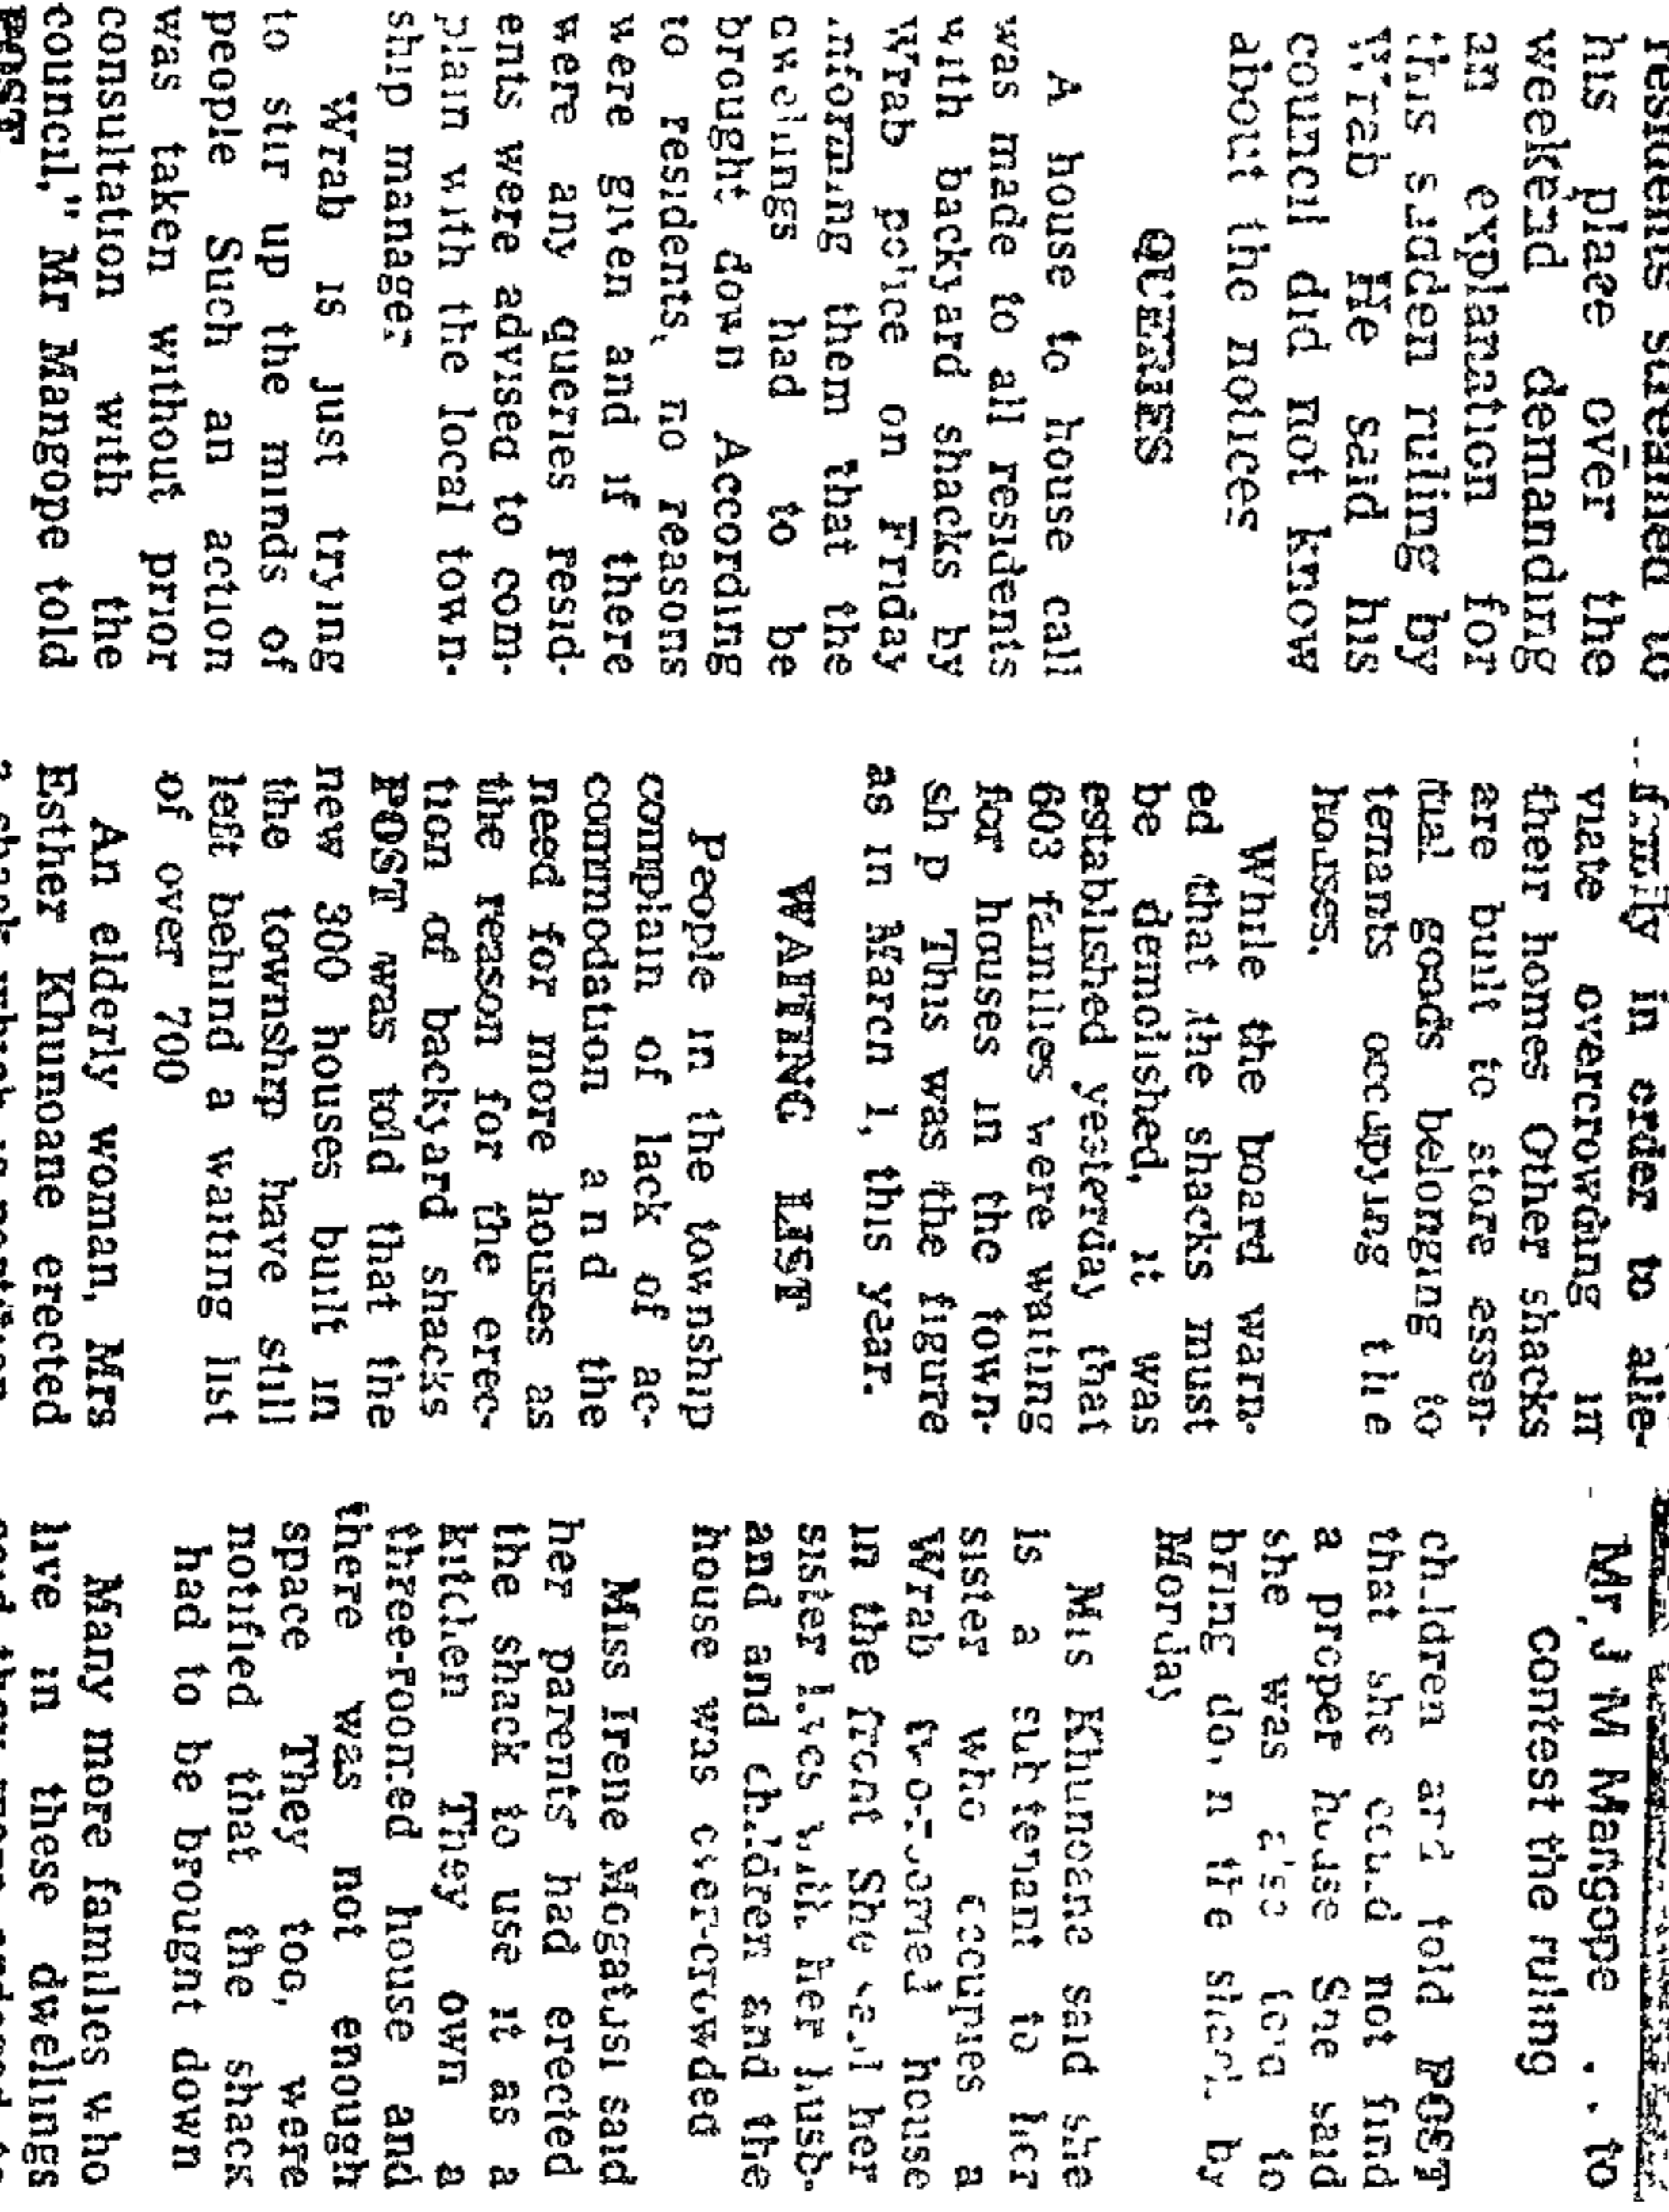 residents streamed to
his place over the
weekend demanding
an explanation for
this sudden ruling by
Wrab He said his
council did not know
about the notices
QUERIES
A house to house call
was made to all residents
with backyard shacks by
Wrab police on Friday
informing them that the
dwellings had to be
brought down According
to residents, no reasons
were given and if there
were any queries resid-
ents were advised to com-
plain with the local town-
ship manager
Wrab is just trying
to stir up the minds of
people Such an action
was taken without prior
consultation with the
council," Mr Mangope told
POST
family in order to alle-
viate overcrowding in
their homes Other shacks
are built to store essen-
tial goods belonging to
tenants occupying the
houses.
While the board warn-
ed that the shacks must
be demolished, it was
established yesterday that
603 families were waiting
for houses in the town-
sh p This was the figure
as in March 1, this year.
WAITING LIST
People in the township
complain of lack of ac-
commodation and the
need for more houses as
the reason for the erec-
tion of backyard shacks
POST was told that the
new 300 houses built in
the township have still
left behind a waiting list
of over 700
An elderly woman, Mrs
Esther Khunoane erected
a shack which is
Mr J M Mangope . . to
contest the ruling
children and told POST
that she could not find
a proper house She said
she was also told to
bring down the shack by
Monday
Mrs Khunoane said she
is a sub tenant to her
sister who occupies a
Wrab two-roomed house
in the front She said her
sister lives with her husb-
and and children and the
house was over-crowded
Miss Irene Mogatusi said
her parents had erected
the shack to use it as a
kitchen They own a
three-roomed house and
there was not enough
space They too, were
notified that the shack
had to be brought down
Many more families who
live in these dwellings